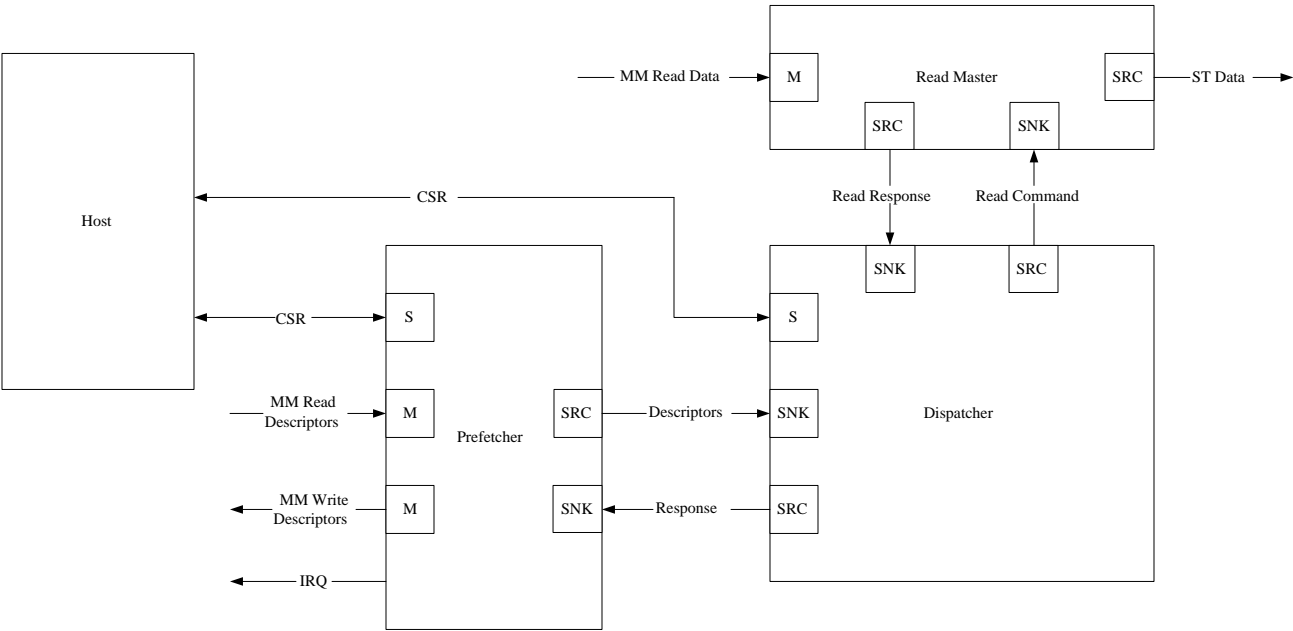 MM Read Data
M
Read Master
SRC
ST Data
SRC
SNK
Read Response
Read Command
CSR
Host
SNK
SRC
CSR
S
S
MM Read
Descriptors
M
SRC
Descriptors
SNK
Dispatcher
Prefetcher
MM Write
Descriptors
M
SNK
Response
SRC
IRQ